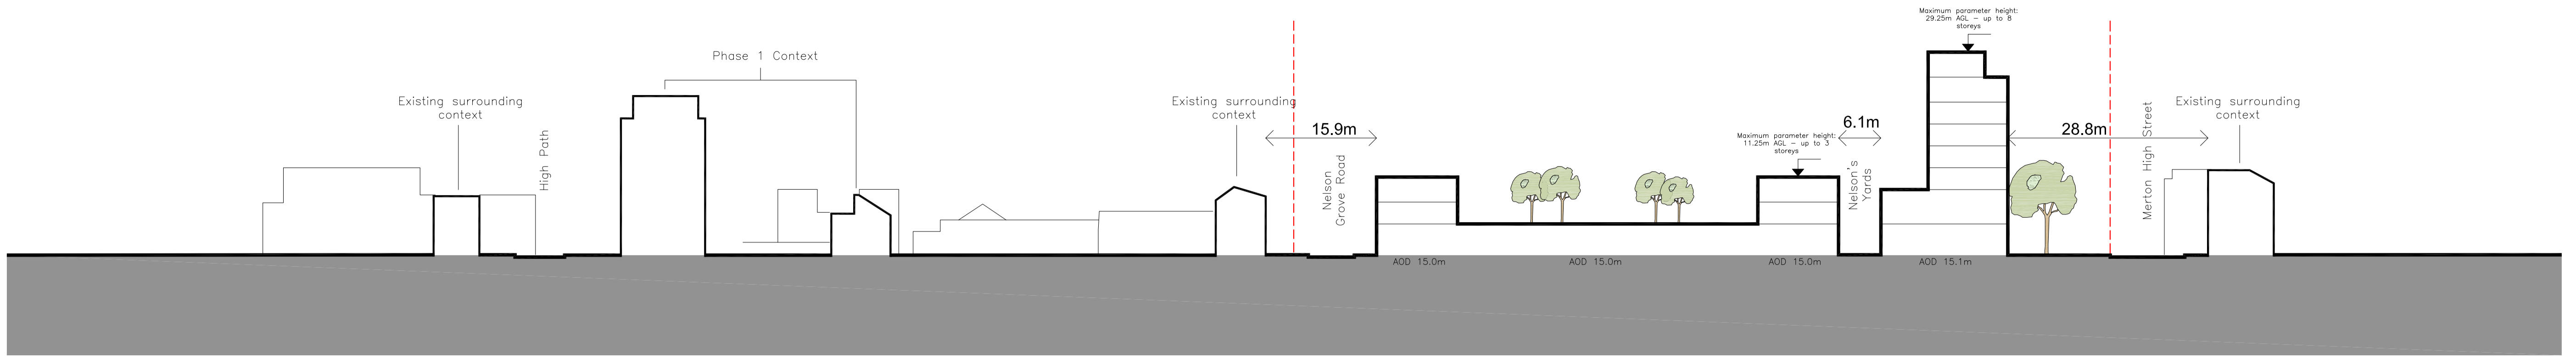 Existing surrounding
context
High Path
Phase 1 Context
Existing surrounding
context
15.9m
Nelson
Grove Road
Maximum parameter height:
11.25m AGL – up to 3
storeys
6.1m
Nelson's
Yards
Maximum parameter height:
29.25m AGL – up to 8
storeys
28.8m
Merton High Street
Existing surrounding
context
AOD 15.0m
AOD 15.0m
AOD 15.0m
AOD 15.1m